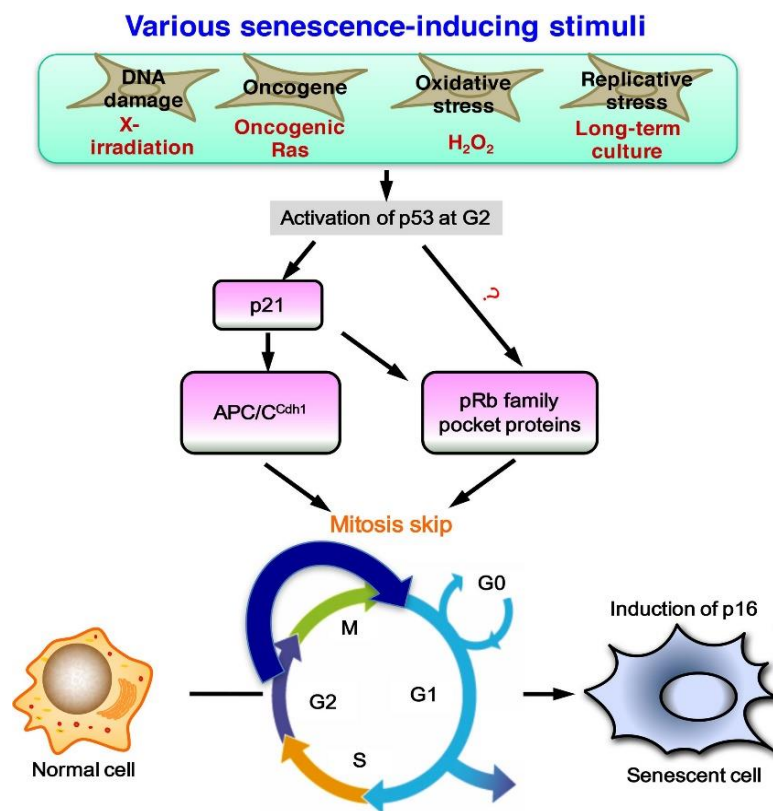 Various senescence-inducing stimuli
DNA
damage
X-
irradiation
Oncogene
Oncogenic
Ras
Oxidative
stress
H₂O₂
Replicative
stress
Long-term
culture
Activation of p53 at G2
?
p21
APC/Cᶜᵈʰ¹
pRb family
pocket proteins
Mitosis skip
G0
M
G2
G1
S
Normal cell
Induction of p16
Senescent cell